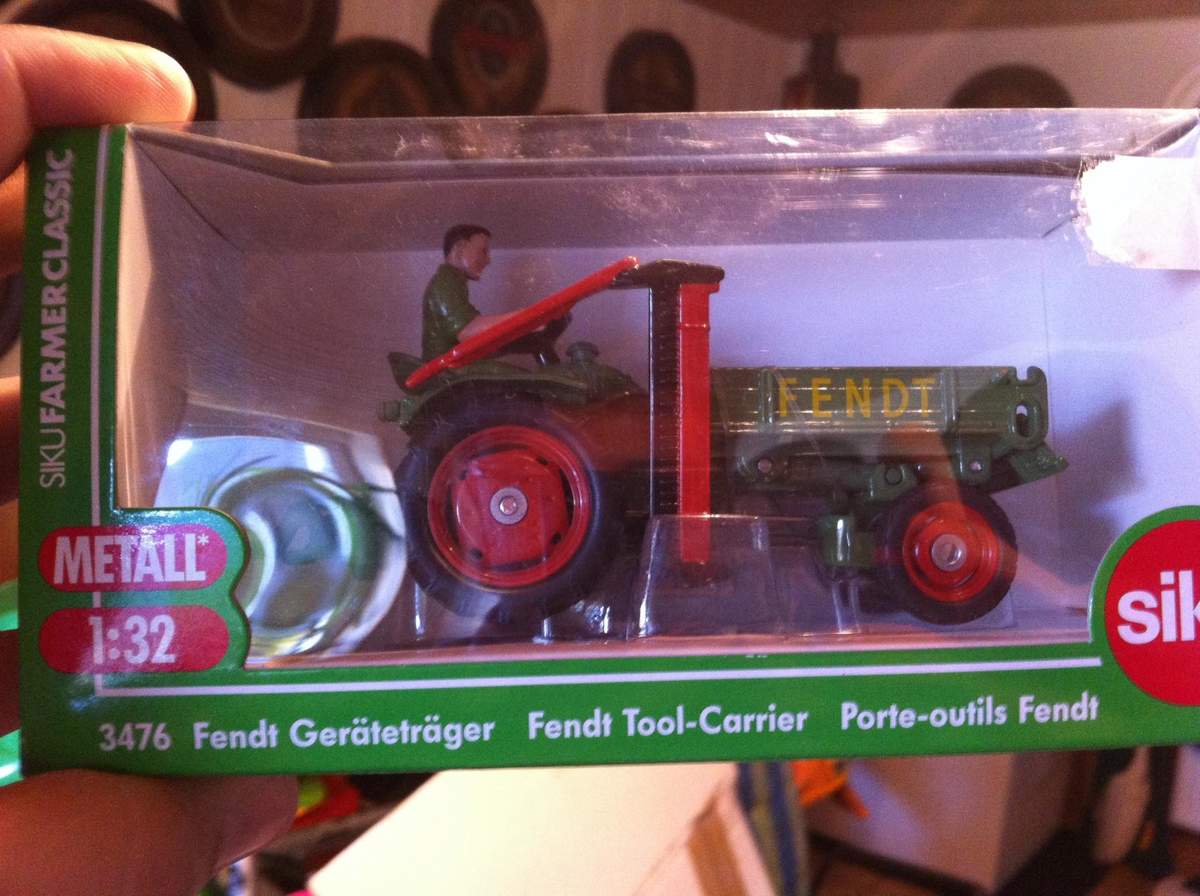 SIKU FARMER CLASSIC
FENDT
METALL*
1:32
sik
3476 Fendt Geräteträger Fendt Tool-Carrier Porte-outils Fendt